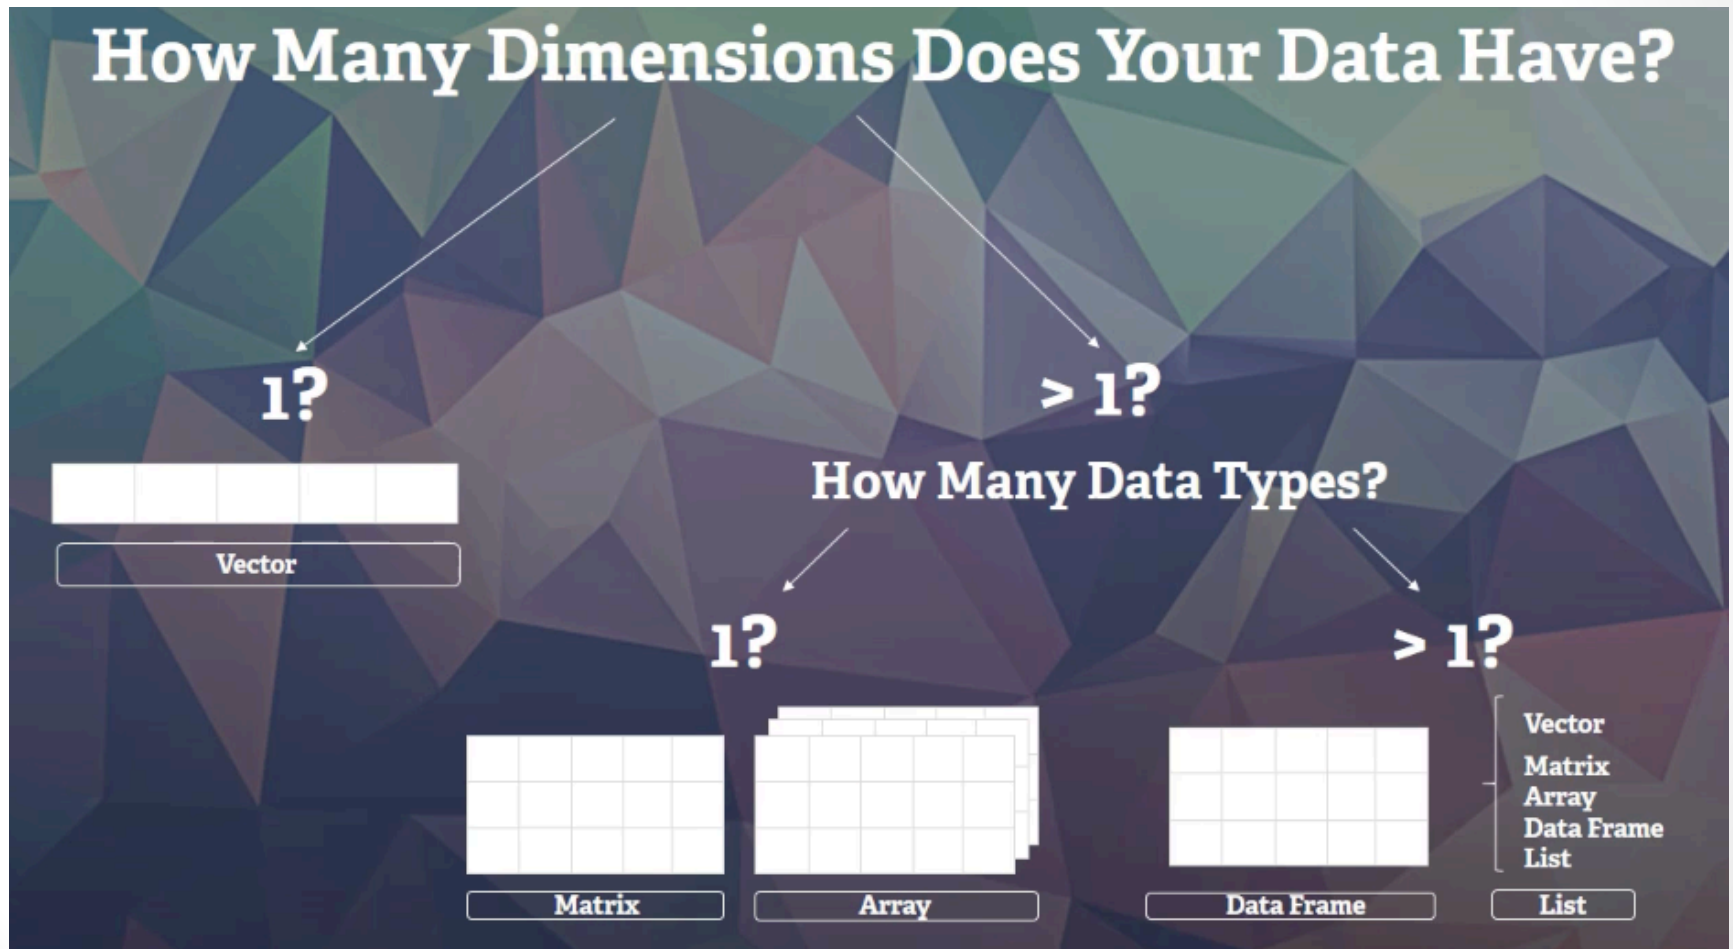 How Many Dimensions Does Your Data Have?
1?
> 1?
Vector
How Many Data Types?
1?
> 1?
Matrix
Array
Data Frame
Vector
Matrix
Array
Data Frame
List
List